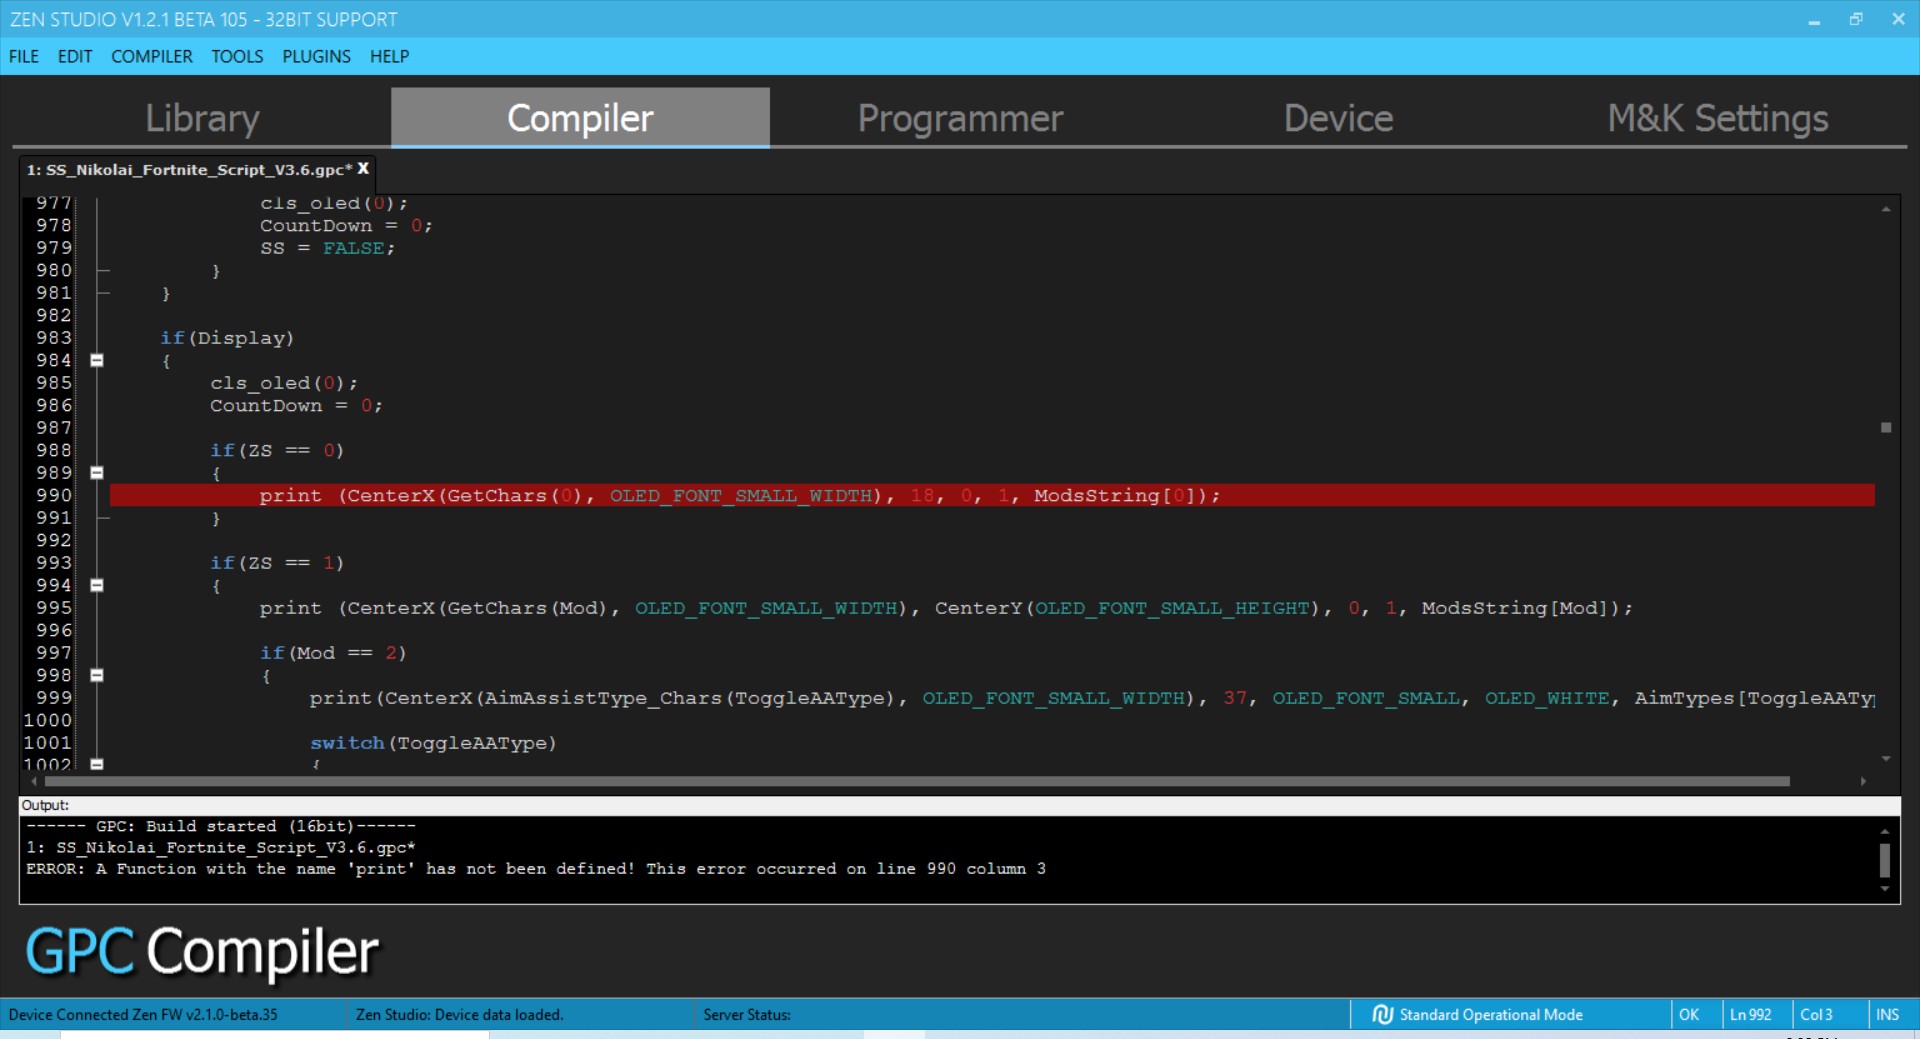 ZEN STUDIO V1.2.1 BETA 105 - 32BIT SUPPORT
FILE EDIT COMPILER TOOLS PLUGINS HELP
Library Compiler Programmer Device M&K Settings
1: SS_Nikolai_Fortnite_Script_V3.6.gpc* X
977 cls_oled(0);
978 CountDown = 0;
979 SS = FALSE;
980 }
981 }
982
983 if(Display)
984 {
985 cls_oled(0);
986 CountDown = 0;
987
988 if(ZS == 0)
989 {
990 print (CenterX(GetChars(0), OLED_FONT_SMALL_WIDTH), 18, 0, 1, ModsString[0]);
991 }
992
993 if(ZS == 1)
994 {
995 print (CenterX(GetChars(Mod), OLED_FONT_SMALL_WIDTH), CenterY(OLED_FONT_SMALL_HEIGHT), 0, 1, ModsString[Mod]);
996
997 if(Mod == 2)
998 {
999 print(CenterX(AimAssistType_Chars(ToggleAAType), OLED_FONT_SMALL_WIDTH), 37, OLED_FONT_SMALL, OLED_WHITE, AimTypes[ToggleAATy
1000
1001 switch(ToggleAAType)
1002 {
Output:
------ GPC: Build started (16bit)------
1: SS_Nikolai_Fortnite_Script_V3.6.gpc*
ERROR: A Function with the name 'print' has not been defined! This error occurred on line 990 column 3
GPC Compiler
Device Connected Zen FW v2.1.0-beta.35 Zen Studio: Device data loaded. Server Status: Standard Operational Mode OK Ln 992 Col 3 INS